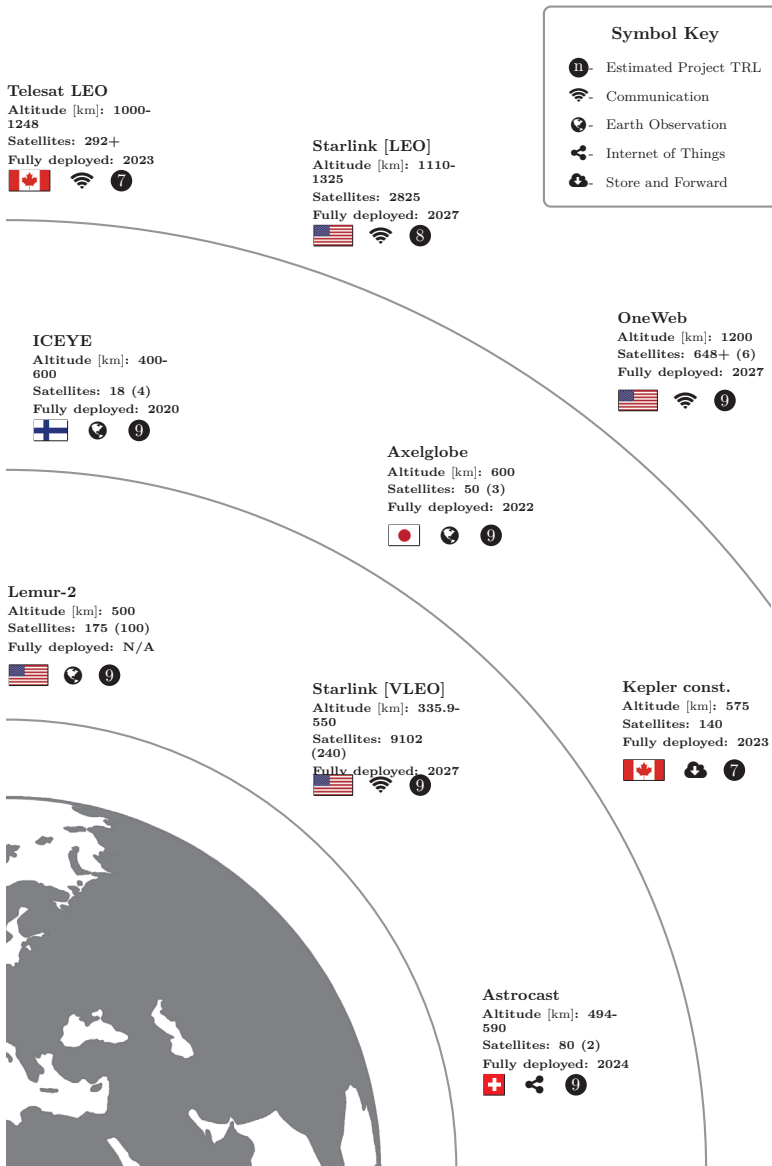 Symbol Key
n - Estimated Project TRL
- Communication
- Earth Observation
- Internet of Things
- Store and Forward
Telesat LEO
Altitude [km]: 1000-
1248
Satellites: 292+
Fully deployed: 2023
7
Starlink [LEO]
Altitude [km]: 1110-
1325
Satellites: 2825
Fully deployed: 2027
8
OneWeb
Altitude [km]: 1200
Satellites: 648+ (6)
Fully deployed: 2027
9
ICEYE
Altitude [km]: 400-
600
Satellites: 18 (4)
Fully deployed: 2020
9
Axelglobe
Altitude [km]: 600
Satellites: 50 (3)
Fully deployed: 2022
9
Lemur-2
Altitude [km]: 500
Satellites: 175 (100)
Fully deployed: N/A
9
Starlink [VLEO]
Altitude [km]: 335.9-
550
Satellites: 9102
(240)
Fully deployed: 2027
9
Kepler const.
Altitude [km]: 575
Satellites: 140
Fully deployed: 2023
7
Astrocast
Altitude [km]: 494-
590
Satellites: 80 (2)
Fully deployed: 2024
9